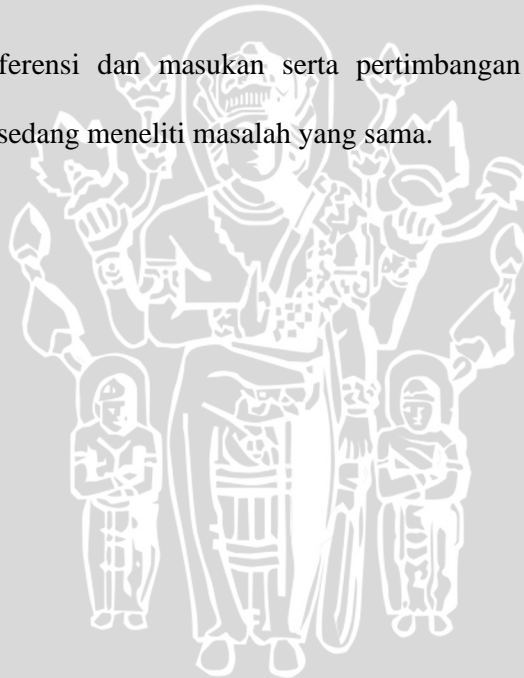 ferensi dan masukan serta pertimbangan
sedang meneliti masalah yang sama.